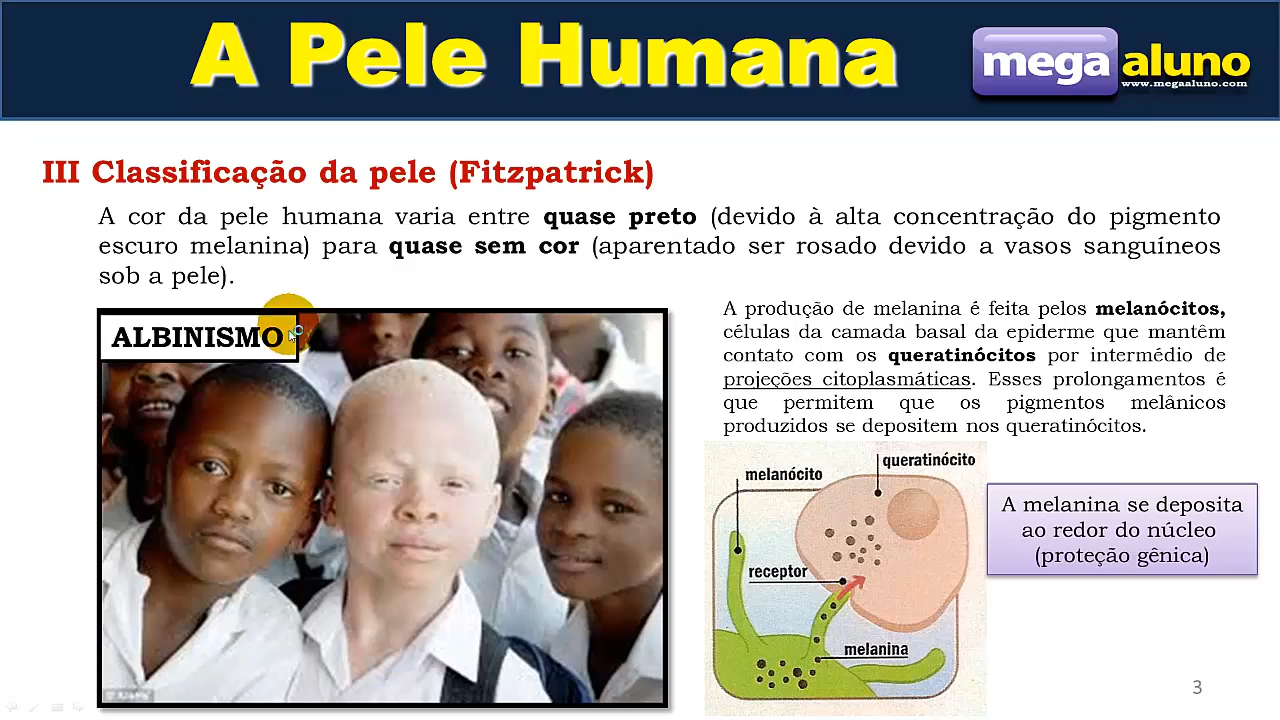 A Pele Humana
mega aluno
www.megaaluno.com
III Classificação da pele (Fitzpatrick)
A cor da pele humana varia entre quase preto (devido à alta concentração do pigmento
escuro melanina) para quase sem cor (aparentado ser rosado devido a vasos sanguíneos
sob a pele).
ALBINISMO
A produção de melanina é feita pelos melanócitos,
células da camada basal da epiderme que mantêm
contato com os queratinócitos por intermédio de
projeções citoplasmáticas. Esses prolongamentos é
que permitem que os pigmentos melânicos
produzidos se depositem nos queratinócitos.
queratinócito
melanócito
receptor
melanina
A melanina se deposita
ao redor do núcleo
(proteção gênica)
3